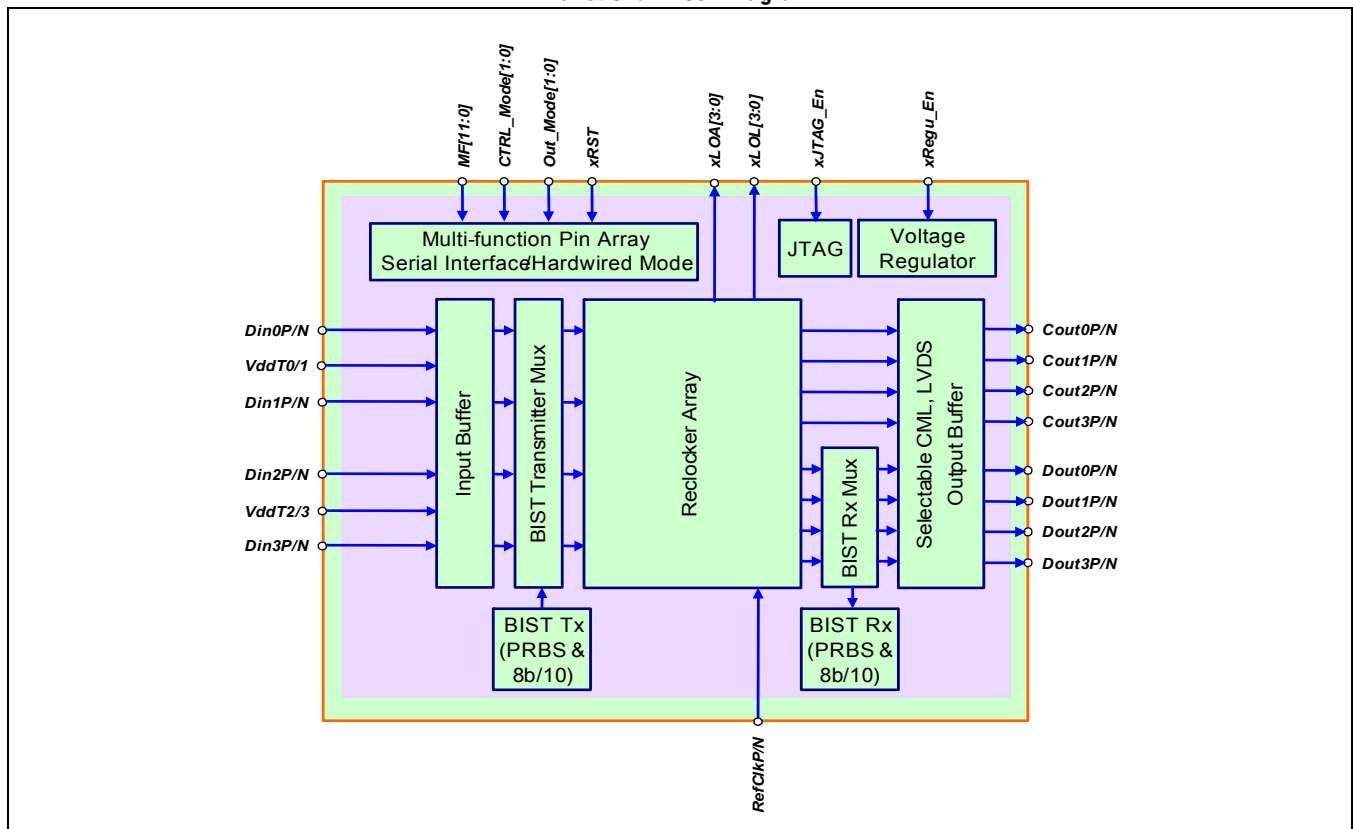 MF[11:0]
CTRL_Mode[1:0]
Out_Mode[1:0]
xRST
xLOA[3:0]
xLOL[3:0]
xJTAG_En
xRegu_En
Multi-function Pin Array
Serial Interface/Hardwired Mode
JTAG
Voltage
Regulator
Din0P/N
VddT0/1
Din1P/N
Din2P/N
VddT2/3
Din3P/N
Input Buffer
BIST Transmitter Mux
Reclocker Array
BIST Rx Mux
Selectable CML, LVDS
Output Buffer
Cout0P/N
Cout1P/N
Cout2P/N
Cout3P/N
Dout0P/N
Dout1P/N
Dout2P/N
Dout3P/N
BIST Tx
(PRBS &
8b/10)
BIST Rx
(PRBS &
8b/10)
RefClkP/N